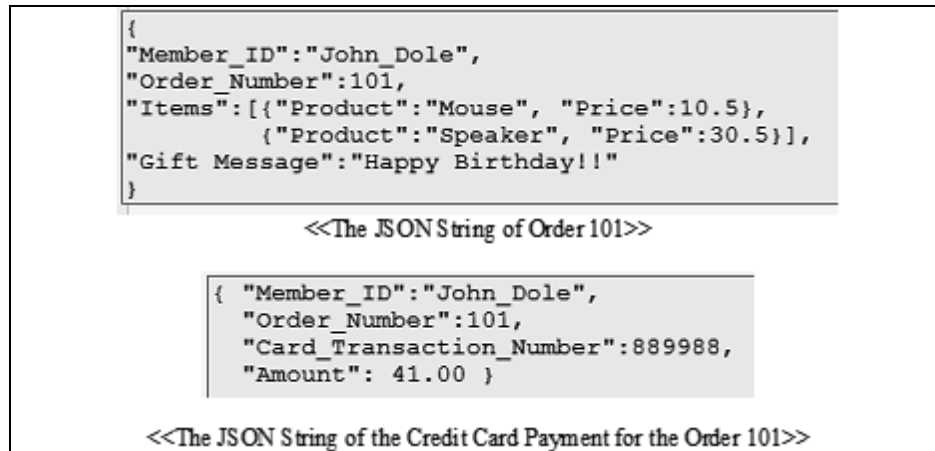 {
"Member_ID":"John_Dole",
"Order_Number":101,
"Items":[{"Product":"Mouse", "Price":10.5},
{"Product":"Speaker", "Price":30.5}],
"Gift Message":"Happy Birthday!!"
}
<<The JSON String of Order 101>>
{ "Member_ID":"John_Dole",
"Order_Number":101,
"Card_Transaction_Number":889988,
"Amount": 41.00 }
<<The JSON String of the Credit Card Payment for the Order 101>>